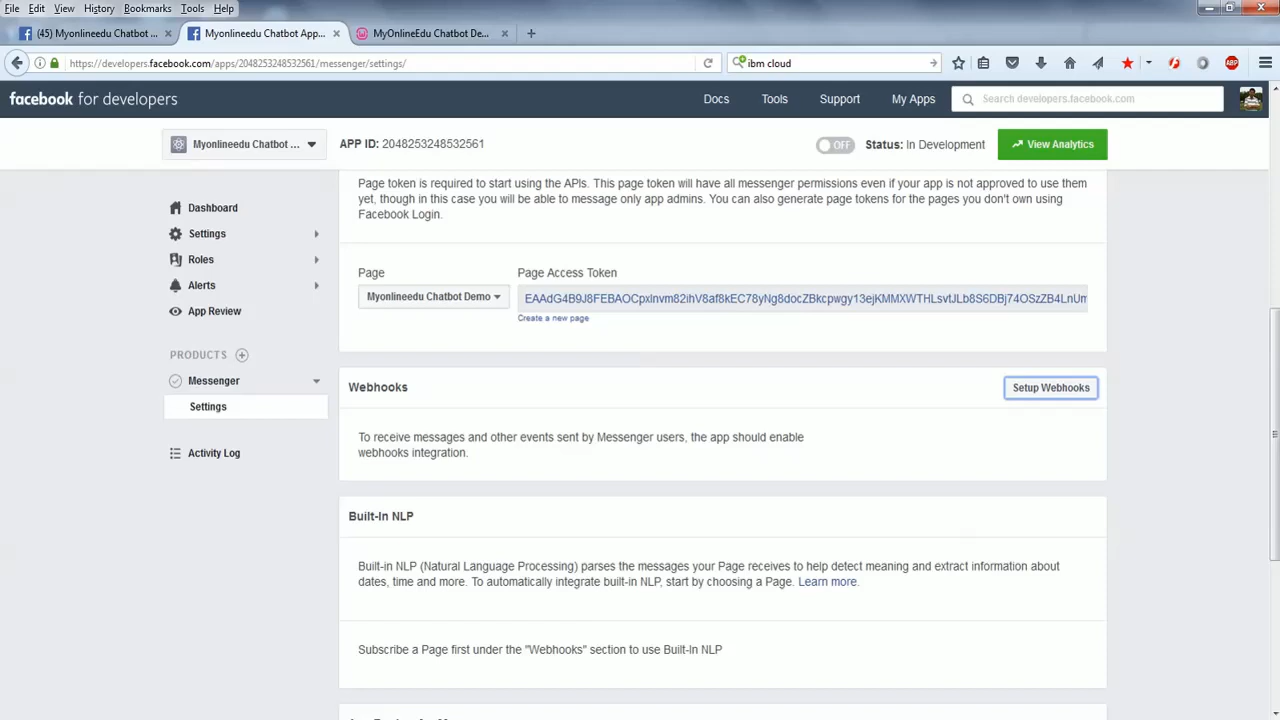 File Edit View History Bookmarks Tools Help
(45) Myonlineedu Chatbot ... × Myonlineedu Chatbot App... × MyOnlineEdu Chatbot De... × +
https://developers.facebook.com/apps/2048253248532561/messenger/settings/ ibm cloud
facebook for developers Docs Tools Support My Apps Search developers.facebook.com
Myonlineedu Chatbot ... APP ID: 2048253248532561 OFF Status: In Development View Analytics
Page token is required to start using the APIs. This page token will have all messenger permissions even if your app is not approved to use them
yet, though in this case you will be able to message only app admins. You can also generate page tokens for the pages you don't own using
Facebook Login.
Dashboard
Settings
Roles
Alerts
App Review
PRODUCTS
Messenger
Settings
Activity Log
Page Page Access Token
Myonlineedu Chatbot Demo
Create a new page
Webhooks Setup Webhooks
To receive messages and other events sent by Messenger users, the app should enable
webhooks integration.
Built-In NLP
Built-in NLP (Natural Language Processing) parses the messages your Page receives to help detect meaning and extract information about
dates, time and more. To automatically integrate built-in NLP, start by choosing a Page. Learn more.
Subscribe a Page first under the "Webhooks" section to use Built-In NLP